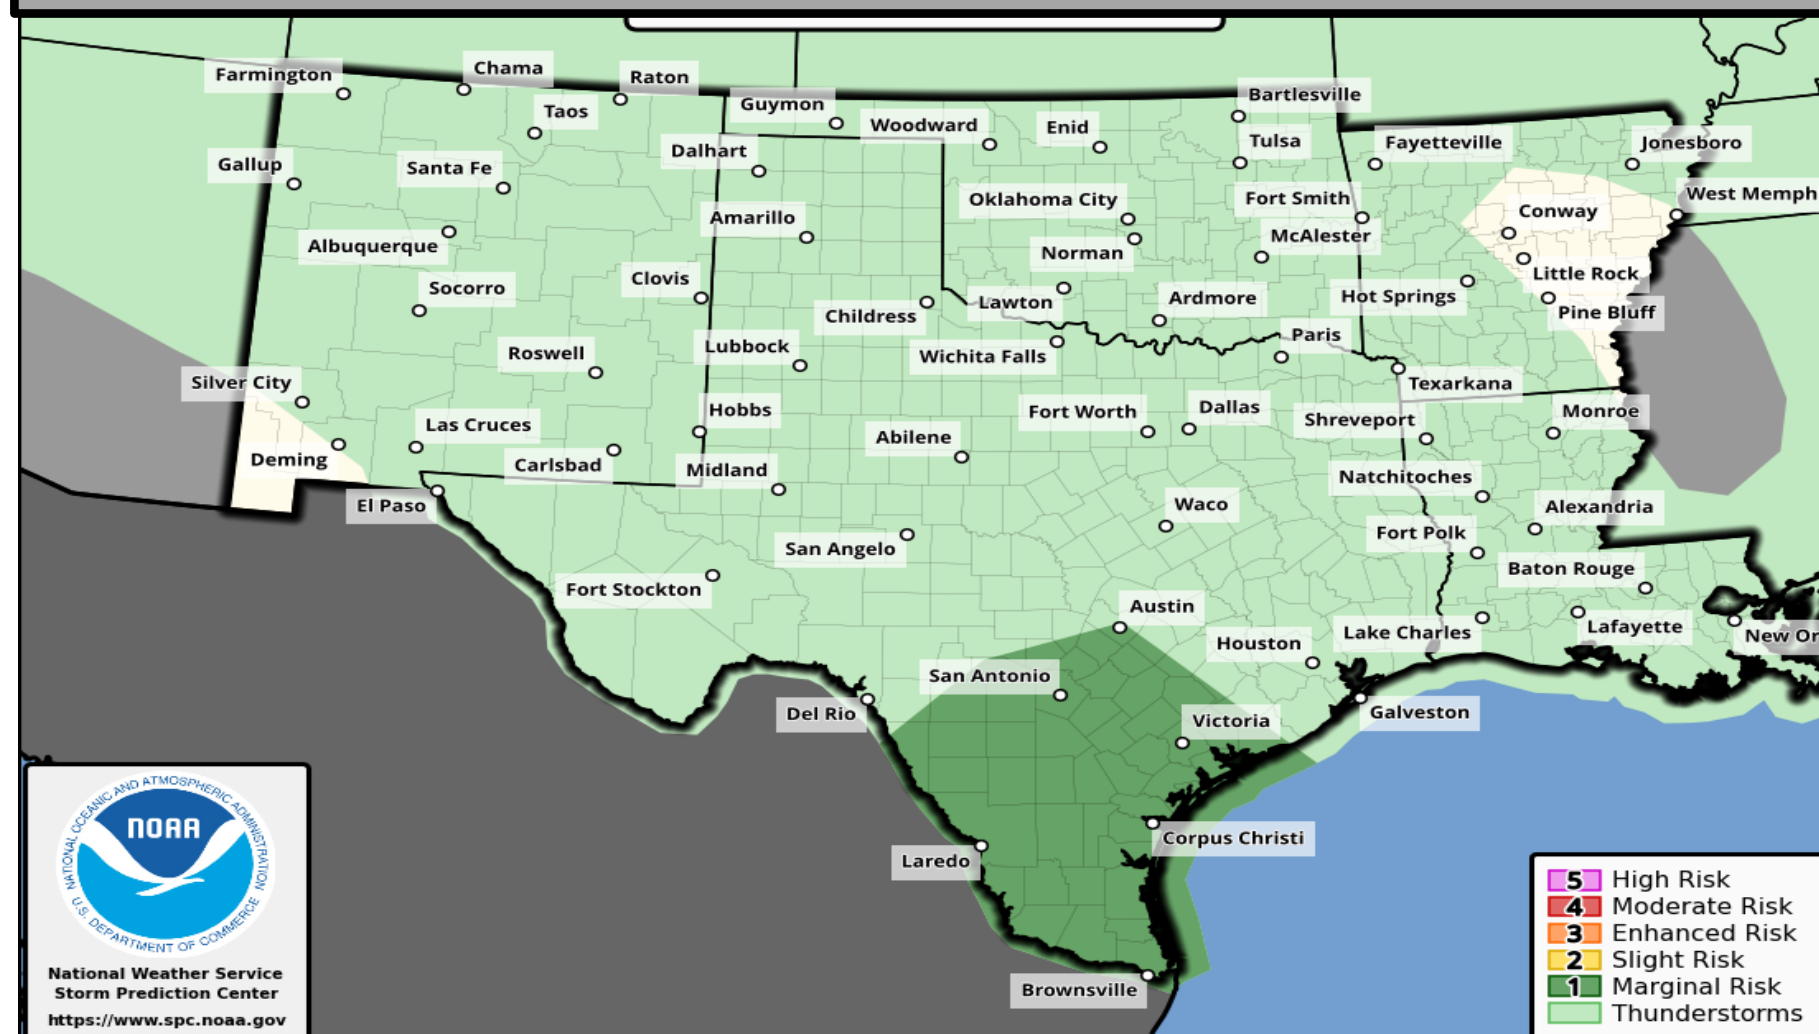 Farmington
Chama
Raton
Taos
Guymon
Woodward
Enid
Bartlesville
Tulsa
Fayetteville
Jonesboro
Gallup
Santa Fe
Dalhart
Oklahoma City
Fort Smith
Conway
West Memph
Albuquerque
Amarillo
Norman
McAlester
Little Rock
Socorro
Clovis
Childress
Lawton
Ardmore
Hot Springs
Pine Bluff
Roswell
Lubbock
Wichita Falls
Paris
Silver City
Texarkana
Las Cruces
Hobbs
Fort Worth
Dallas
Shreveport
Monroe
Deming
Carlsbad
Midland
Abilene
Natchitoches
El Paso
Waco
Alexandria
San Angelo
Fort Polk
Fort Stockton
Baton Rouge
Austin
Houston
Lake Charles
Lafayette
New Or
San Antonio
Del Rio
Victoria
Galveston
Corpus Christi
Laredo
Brownsville
NATIONAL OCEANIC AND ATMOSPHERIC ADMINISTRATION
NOAA
U.S. DEPARTMENT OF COMMERCE
National Weather Service
Storm Prediction Center
https://www.spc.noaa.gov
5 High Risk
4 Moderate Risk
3 Enhanced Risk
2 Slight Risk
1 Marginal Risk
Thunderstorms